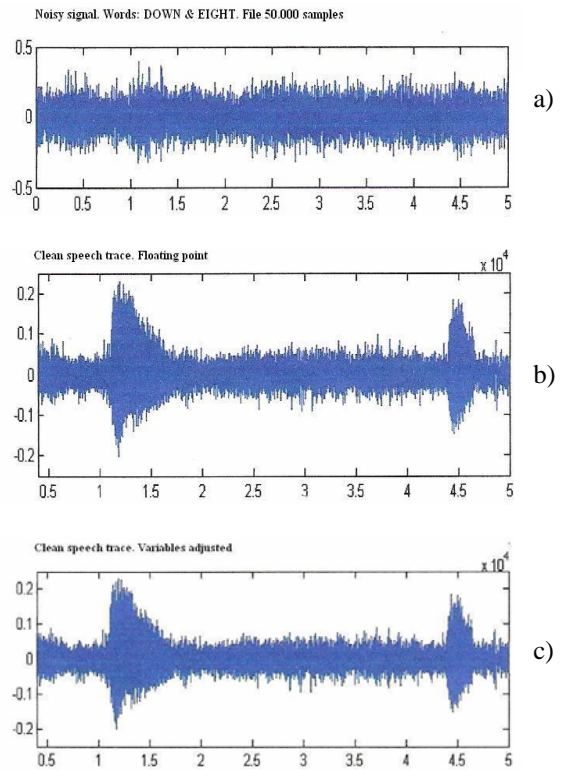 Noisy signal. Words: DOWN & EIGHT. File 50.000 samples
0.5
0
-0.5
0 0.5 1 1.5 2 2.5 3 3.5 4 4.5 5
a)
Clean speech trace. Floating point
x 10^4
0.2
0.1
0
-0.1
-0.2
0.5 1 1.5 2 2.5 3 3.5 4 4.5 5
b)
Clean speech trace. Variables adjusted
x 10^4
0.2
0.1
0
-0.1
-0.2
0.5 1 1.5 2 2.5 3 3.5 4 4.5 5
c)